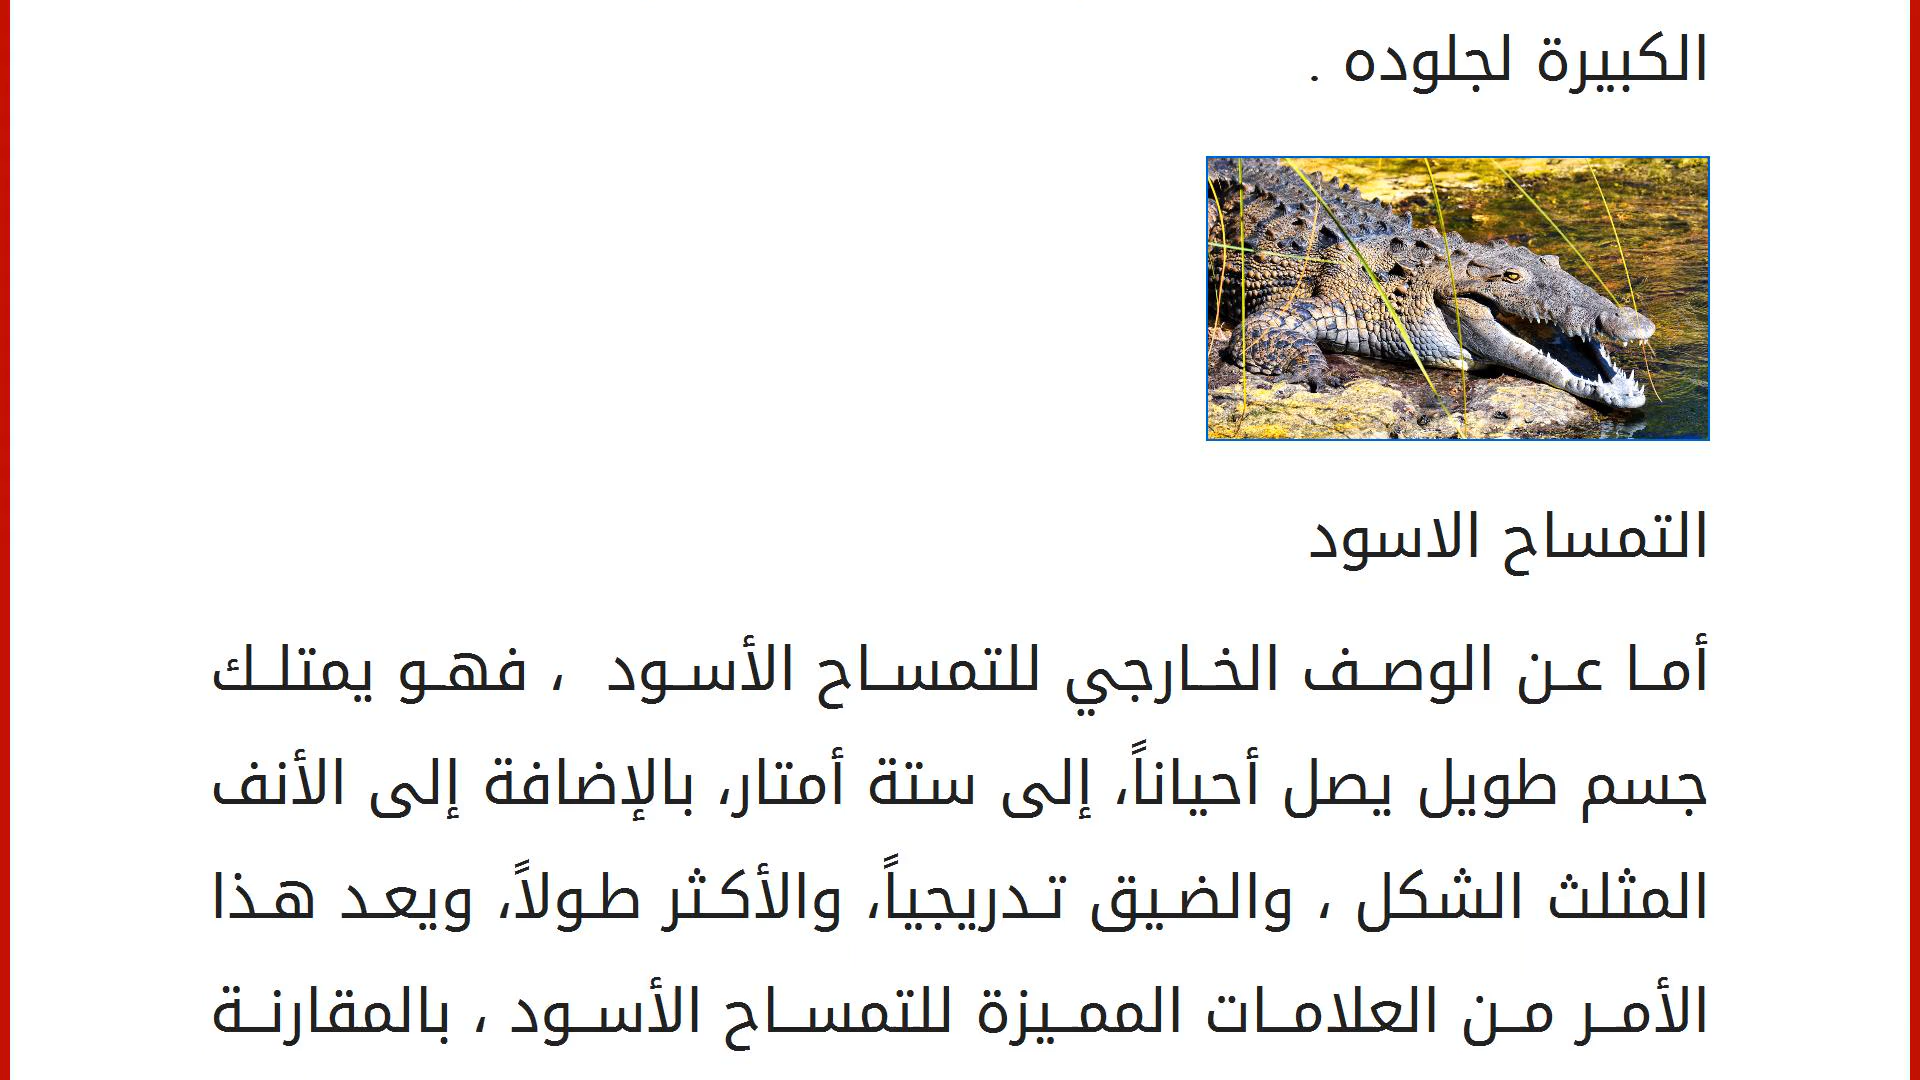 الكبيرة لجلوده .
التمساح الاسود
أما عن الوصف الخارجي للتمساح الأسود ، فهو يمتلك
جسم طويل يصل أحياناً، إلى ستة أمتار، بالإضافة إلى الأنف
المثلث الشكل ، والضيق تدريجياً، والأكثر طولاً، ويعد هذا
الأمر من العلامات المميزة للتمساح الأسود ، بالمقارنة